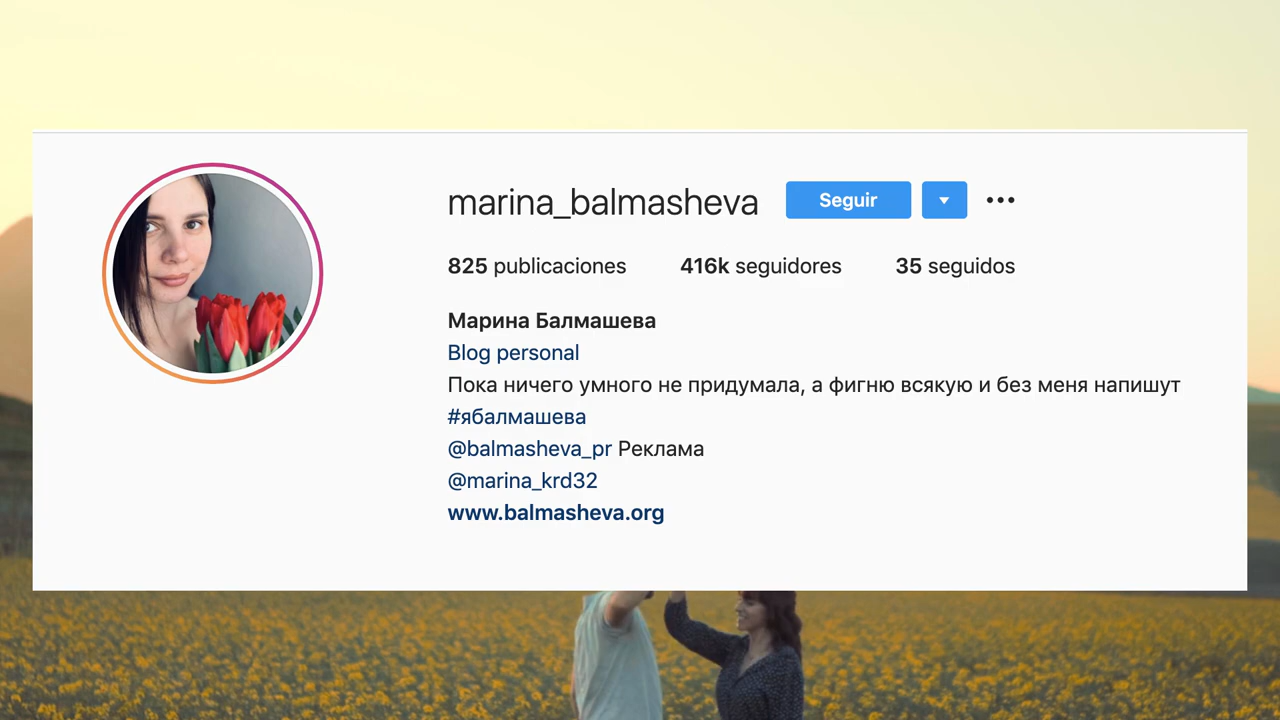 marina_balmasheva Seguir
825 publicaciones 416k seguidores 35 seguidos
Марина Балмашева
Blog personal
Пока ничего умного не придумала, а фигню всякую и без меня напишут
#ябалмашева
@balmasheva_pr Реклама
@marina_krd32
www.balmasheva.org